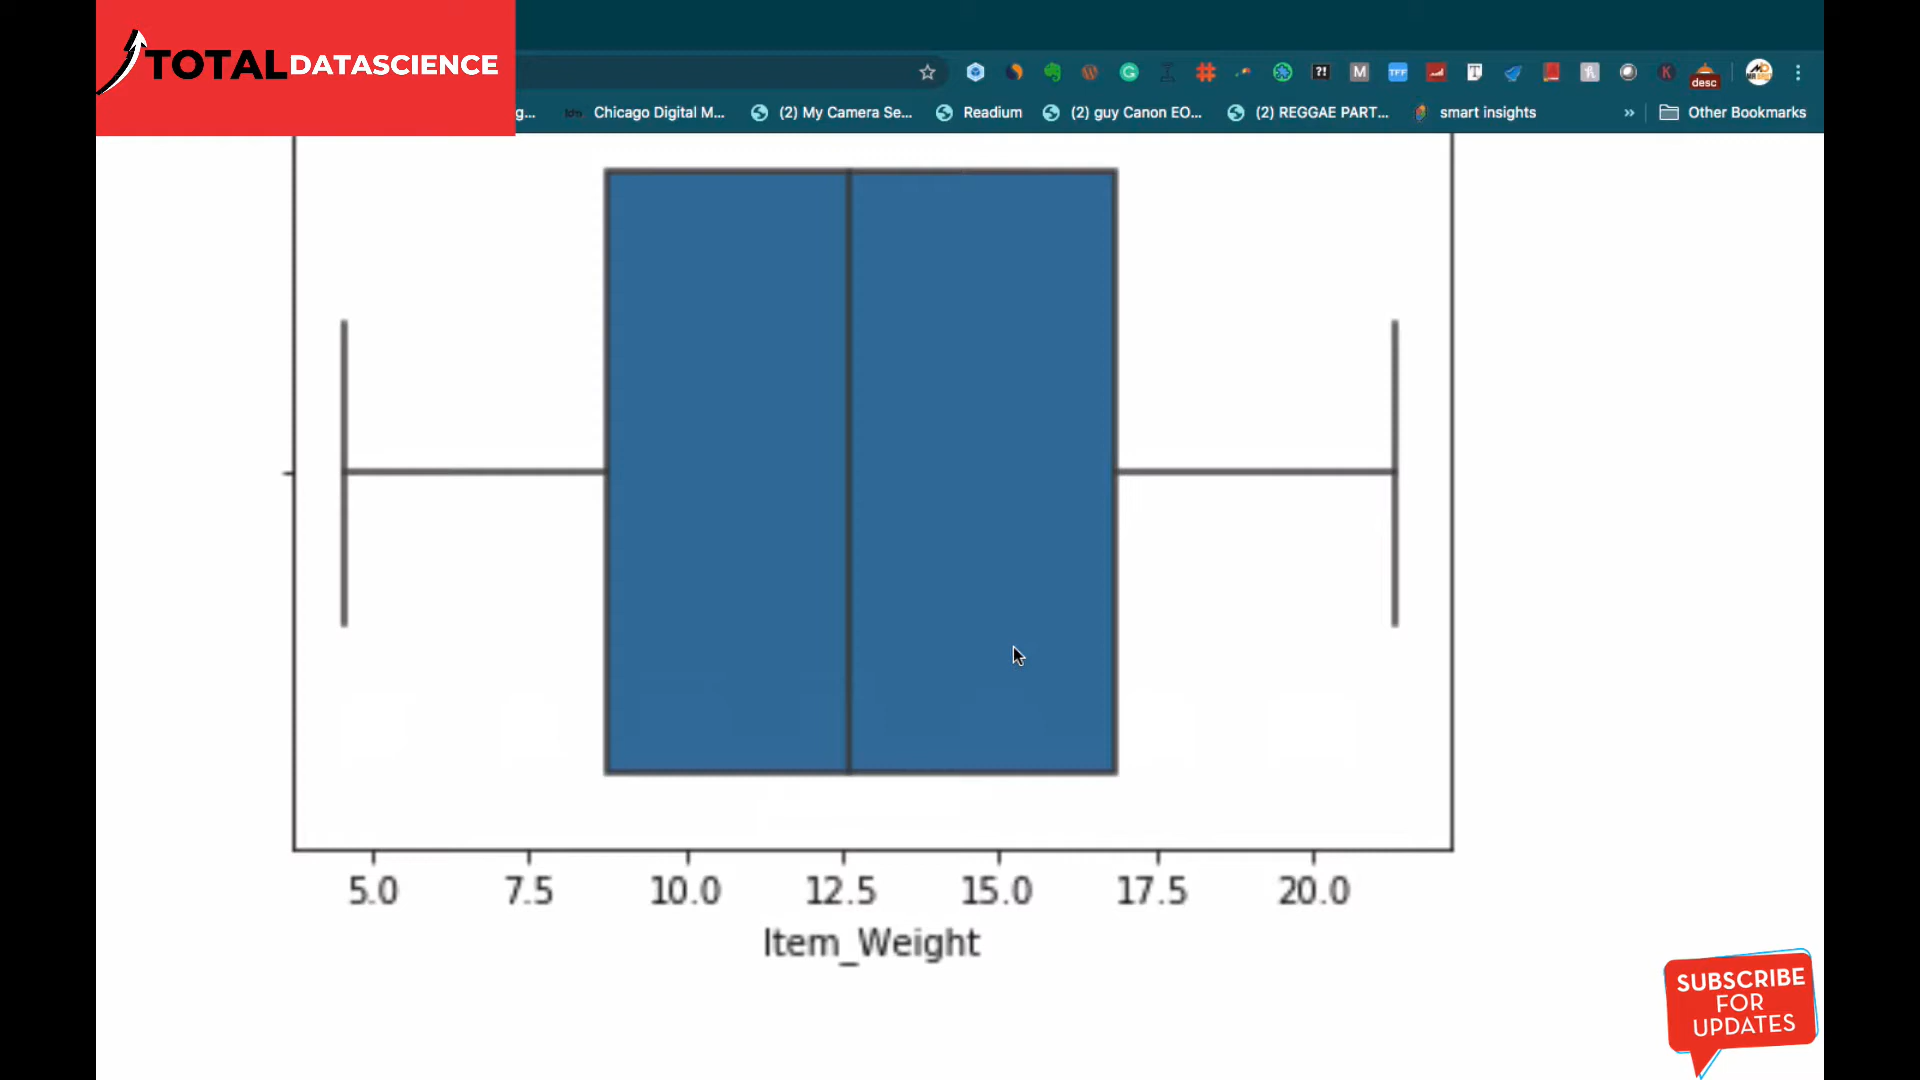 TOTAL DATASCIENCE
?! M TFF T K desc
g... Chicago Digital M... (2) My Camera Se... Readium (2) guy Canon EO... (2) REGGAE PART... smart insights » Other Bookmarks
5.0 7.5 10.0 12.5 15.0 17.5 20.0
Item_Weight
SUBSCRIBE
FOR
UPDATES